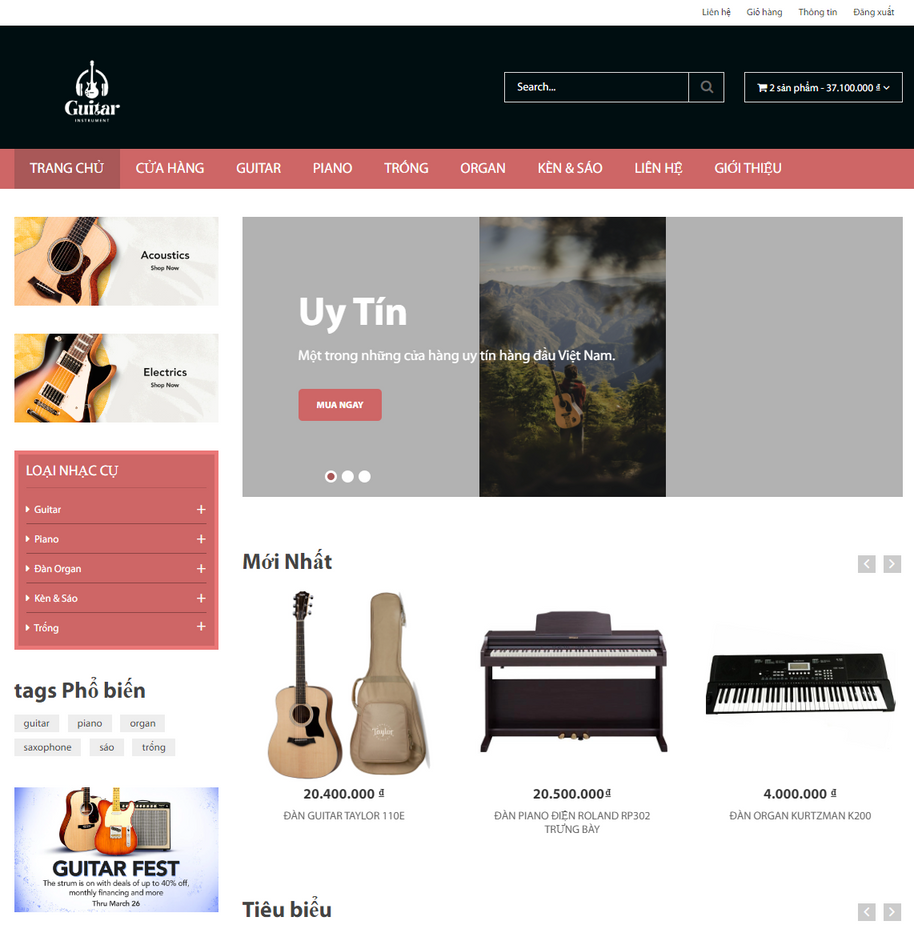 Liên hệ Giỏ hàng Thông tin Đăng xuất
Guitar
INSTRUMENT
Search...
2 sản phẩm - 37.100.000 ₫
TRANG CHỦ CỬA HÀNG GUITAR PIANO TRỐNG ORGAN KÈN & SÁO LIÊN HỆ GIỚI THIỆU
Acoustics
Shop Now
Electrics
Shop Now
LOẠI NHẠC CỤ
Guitar +
Piano +
Đàn Organ +
Kèn & Sáo +
Trống +
tags Phổ biến
guitar piano organ
saxophone sáo trống
GUITAR FEST
The strum is on with deals of up to 40% off,
monthly financing and more
Thru March 26
Uy Tín
Một trong những cửa hàng uy tín hàng đầu Việt Nam.
MUA NGAY
Mới Nhất
Taylor
20.400.000 ₫
ĐÀN GUITAR TAYLOR 110E
20.500.000₫
ĐÀN PIANO ĐIỆN ROLAND RP302
TRƯNG BÀY
4.000.000 ₫
ĐÀN ORGAN KURTZMAN K200
Tiêu biểu